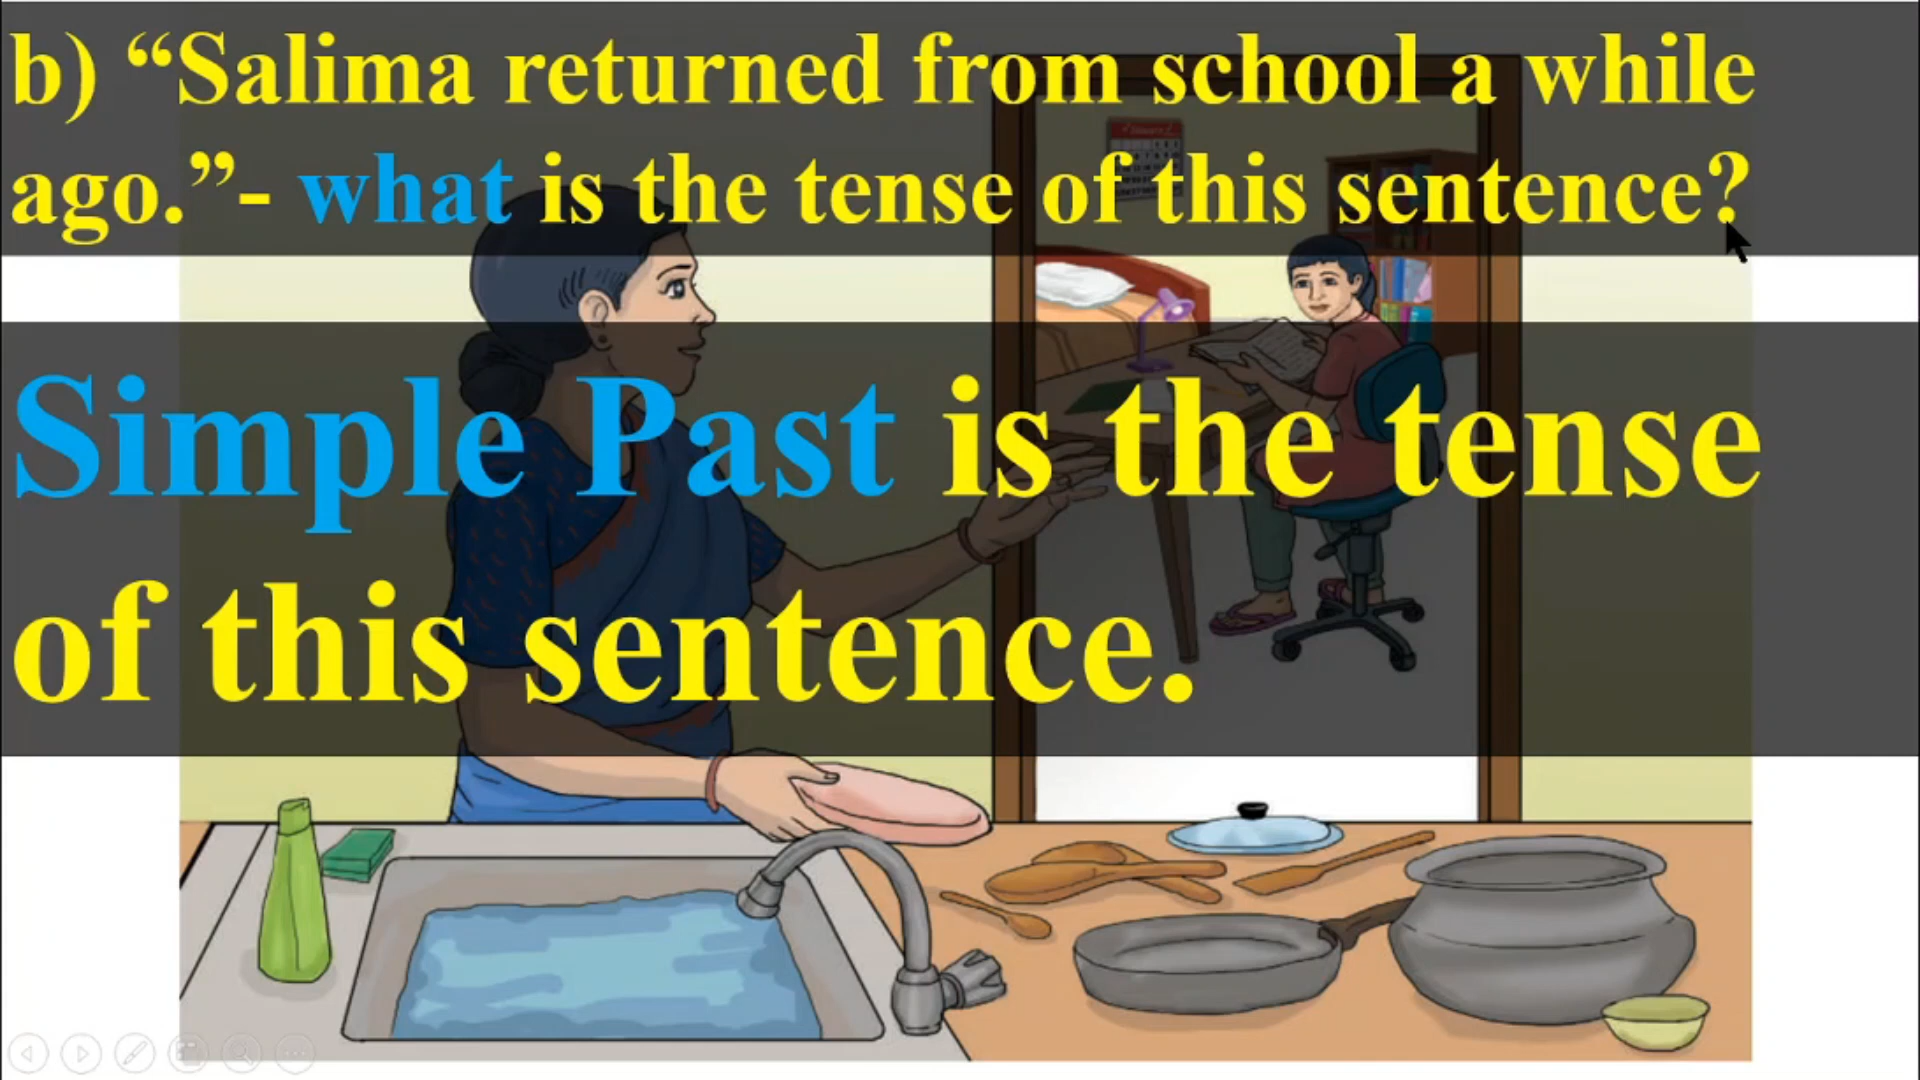 b) “Salima returned from school a while
ago.”- what is the tense of this sentence?
Simple Past is the tense
of this sentence.